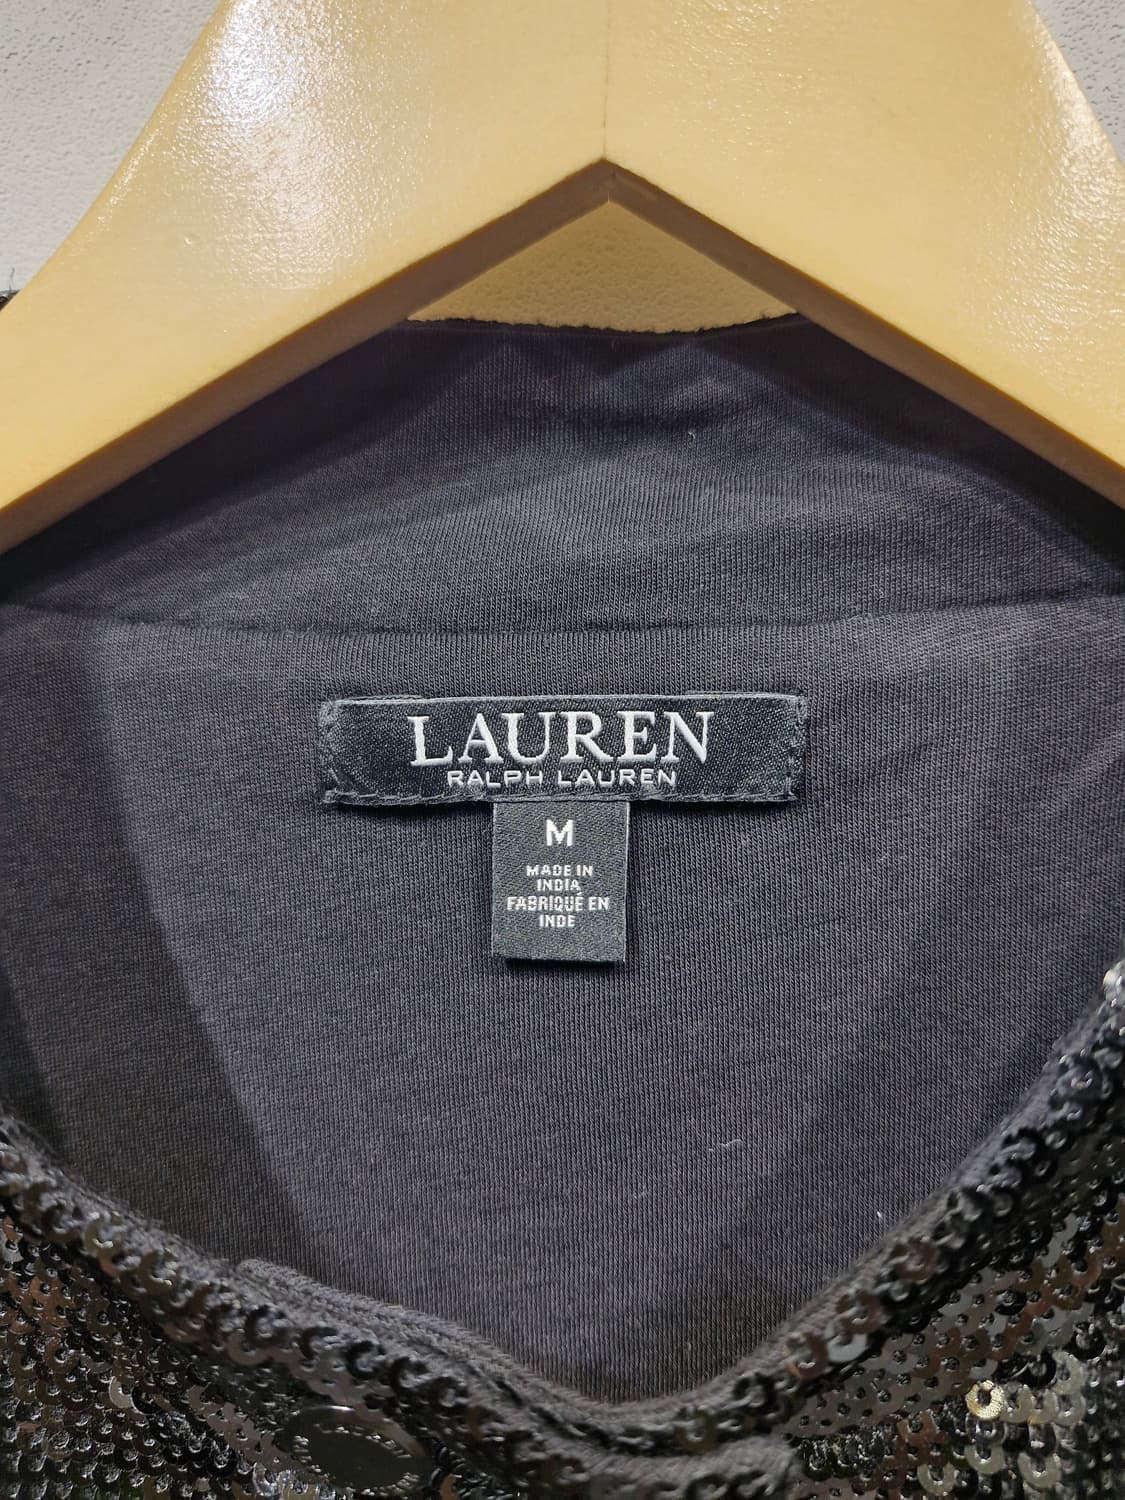 LAUREN
RALPH LAUREN
M
MADE IN
INDIA
FABRIQUÉ EN
INDE